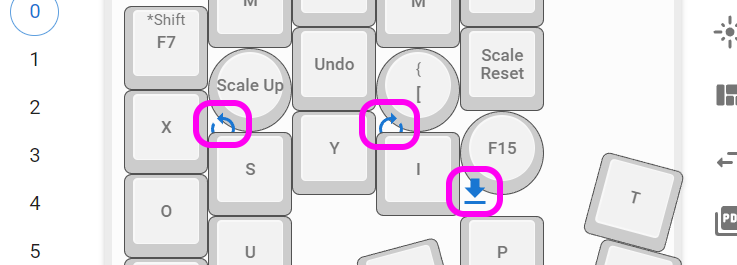 0
1
2
3
4
5
M
M
*Shift
F7
Scale Up
Undo
{
[
Scale
Reset
X
S
Y
I
F15
O
U
P
T
PD